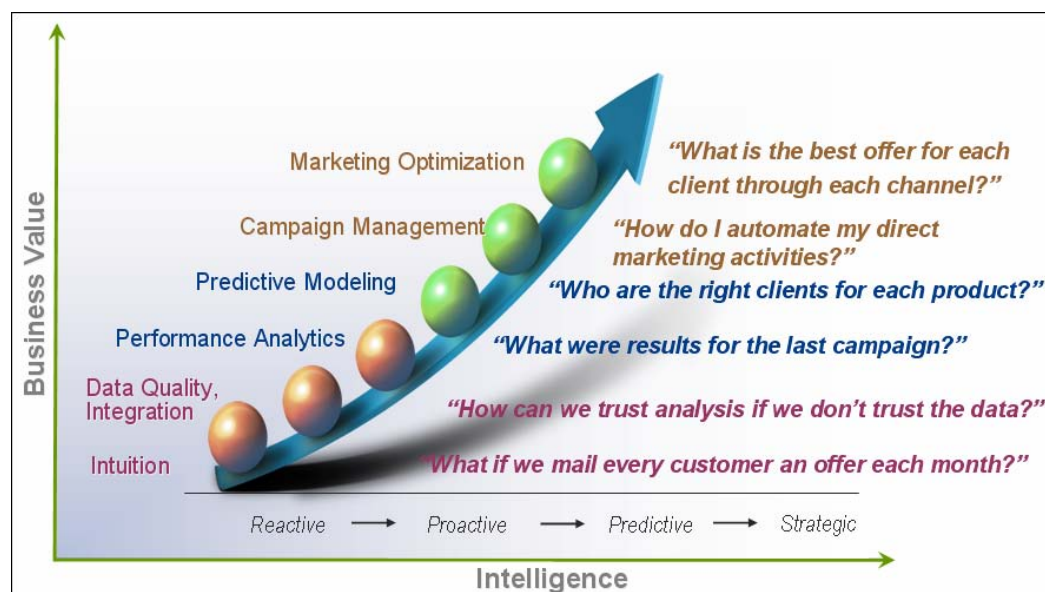 Business Value
Marketing Optimization
“What is the best offer for each
client through each channel?”
Campaign Management
“How do I automate my direct
marketing activities?”
Predictive Modeling
“Who are the right clients for each product?”
Performance Analytics
“What were results for the last campaign?”
Data Quality,
Integration
“How can we trust analysis if we don’t trust the data?”
Intuition
“What if we mail every customer an offer each month?”
Reactive → Proactive → Predictive → Strategic
Intelligence